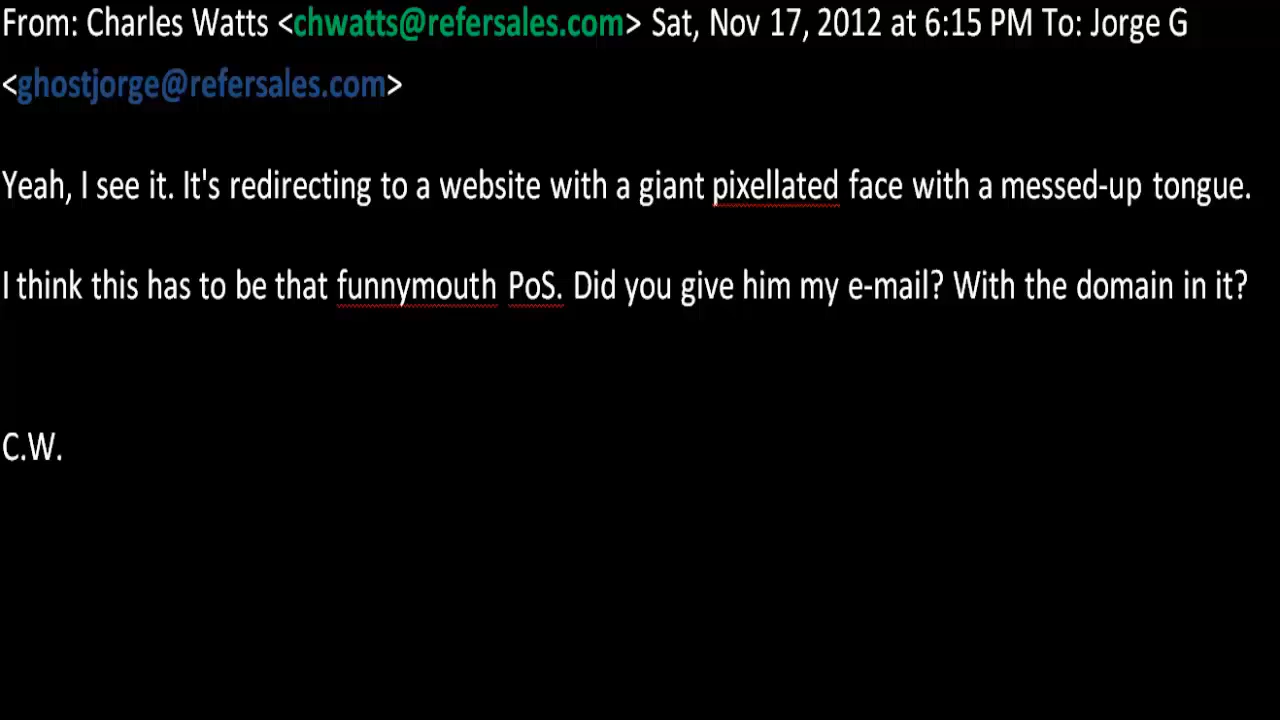 From: Charles Watts <chwatts@refersales.com> Sat, Nov 17, 2012 at 6:15 PM To: Jorge G
<ghostjorge@refersales.com>
Yeah, I see it. It's redirecting to a website with a giant pixellated face with a messed-up tongue.
I think this has to be that funnymouth PoS. Did you give him my e-mail? With the domain in it?
C.W.